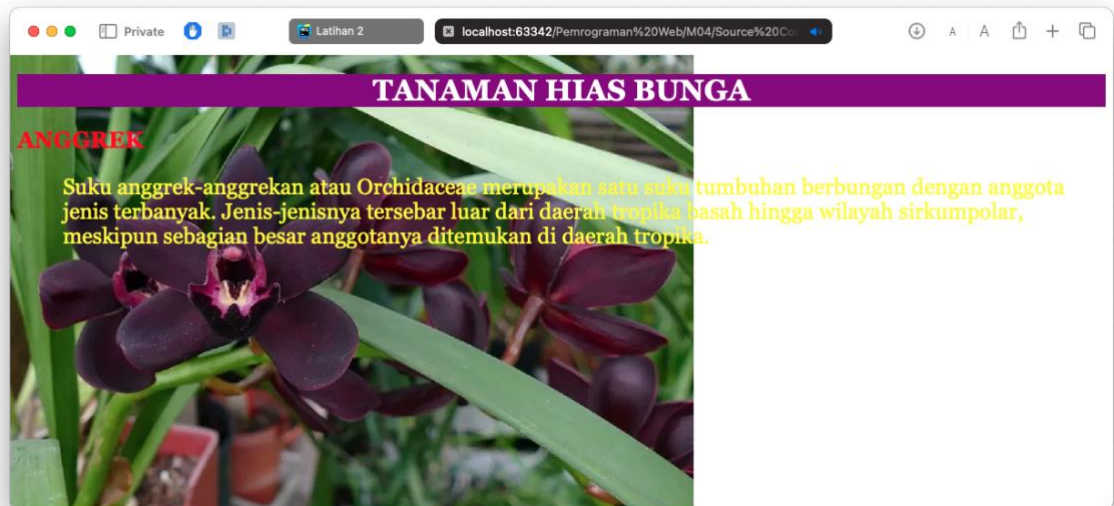 Private
Latihan 2
localhost:63342/Pemrograman%20Web/M04/Source%20Co
A A
TANAMAN HIAS BUNGA
ANGGREK
Suku anggrek-anggrekan atau Orchidaceae merupakan satu suku tumbuhan berbungan dengan anggota
jenis terbanyak. Jenis-jenisnya tersebar luar dari daerah tropika basah hingga wilayah sirkumpolar,
meskipun sebagian besar anggotanya ditemukan di daerah tropika.